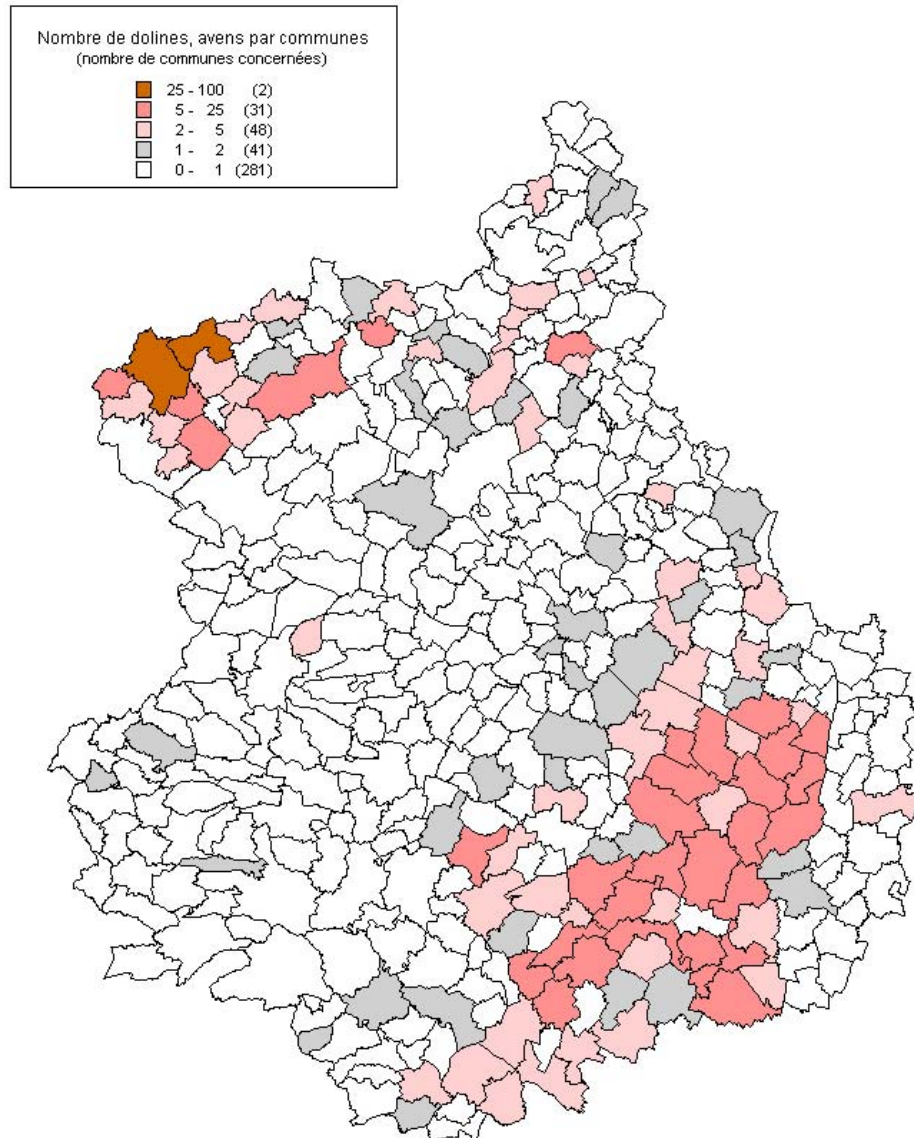 Nombre de dolines, avens par communes
(nombre de communes concernées)
25 - 100 (2)
5 - 25 (31)
2 - 5 (48)
1 - 2 (41)
0 - 1 (281)